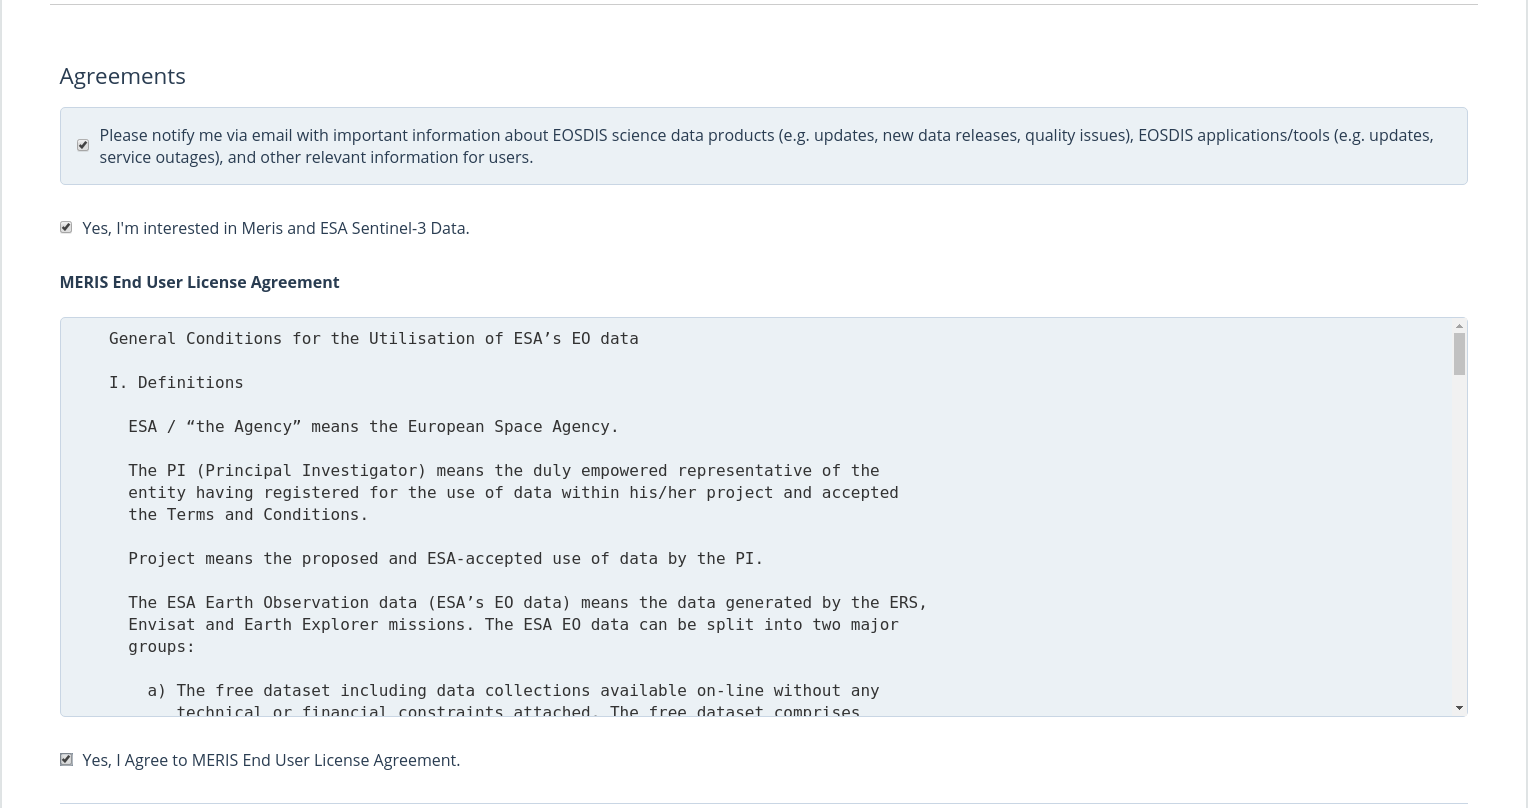 Agreements
Please notify me via email with important information about EOSDIS science data products (e.g. updates, new data releases, quality issues), EOSDIS applications/tools (e.g. updates,
service outages), and other relevant information for users.
Yes, I'm interested in Meris and ESA Sentinel-3 Data.
MERIS End User License Agreement
General Conditions for the Utilisation of ESA’s EO data
I. Definitions
ESA / “the Agency” means the European Space Agency.
The PI (Principal Investigator) means the duly empowered representative of the
entity having registered for the use of data within his/her project and accepted
the Terms and Conditions.
Project means the proposed and ESA-accepted use of data by the PI.
The ESA Earth Observation data (ESA’s EO data) means the data generated by the ERS,
Envisat and Earth Explorer missions. The ESA EO data can be split into two major
groups:
a) The free dataset including data collections available on-line without any
technical or financial constraints attached. The free dataset comprises
Yes, I Agree to MERIS End User License Agreement.